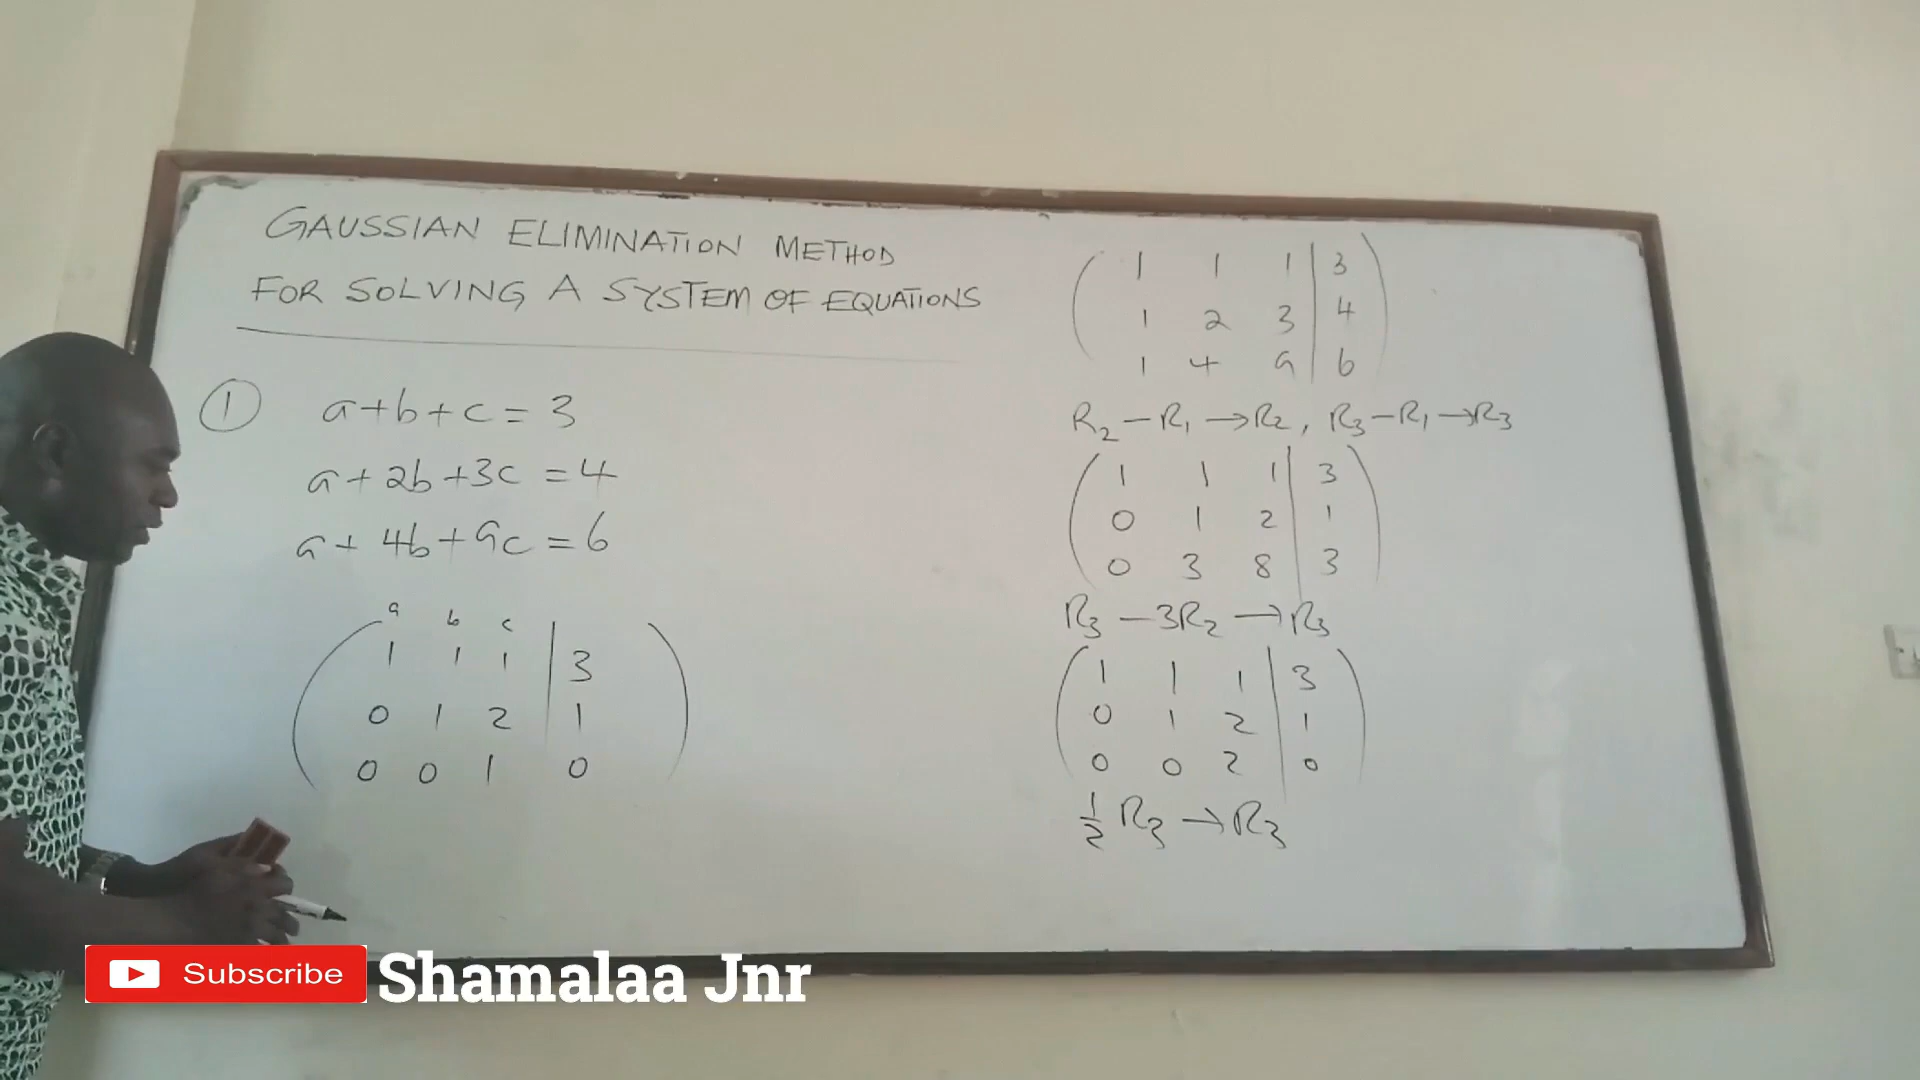 GAUSSIAN ELIMINATION METHOD
FOR SOLVING A SYSTEM OF EQUATIONS
① a+b+c=3
a+2b+3c=4
a+4b+9c=6
a b c
1 1 1 | 3
0 1 2 | 1
0 0 1 0
1 1 1 | 3
1 2 3 | 4
1 4 9 | 6
R₂-R₁→R₂, R₃-R₁→R₃
1 1 1 | 3
0 1 2 | 1
0 3 8 | 3
R₃-3R₂→R₃
1 1 1 | 3
0 1 2 | 1
0 0 2 | 0
½R₃→R₃
Subscribe Shamalaa Jnr